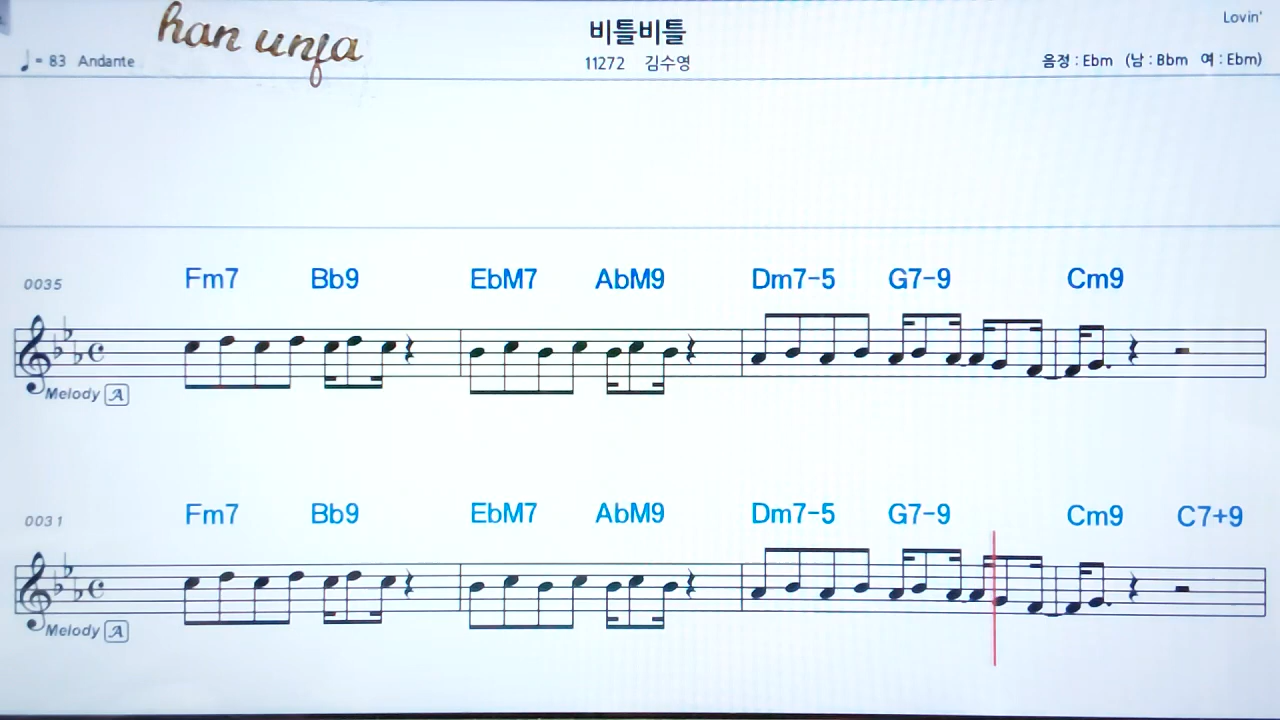 han unfa
비틀비틀
Lovin'
♩= 83 Andante
11272 김수영
음정 : Ebm (남 : Bbm 여 : Ebm)
0035
Fm7 Bb9 EbM7 AbM9 Dm7-5 G7-9 Cm9
Melody A
0031
Fm7 Bb9 EbM7 AbM9 Dm7-5 G7-9 Cm9 C7+9
Melody A